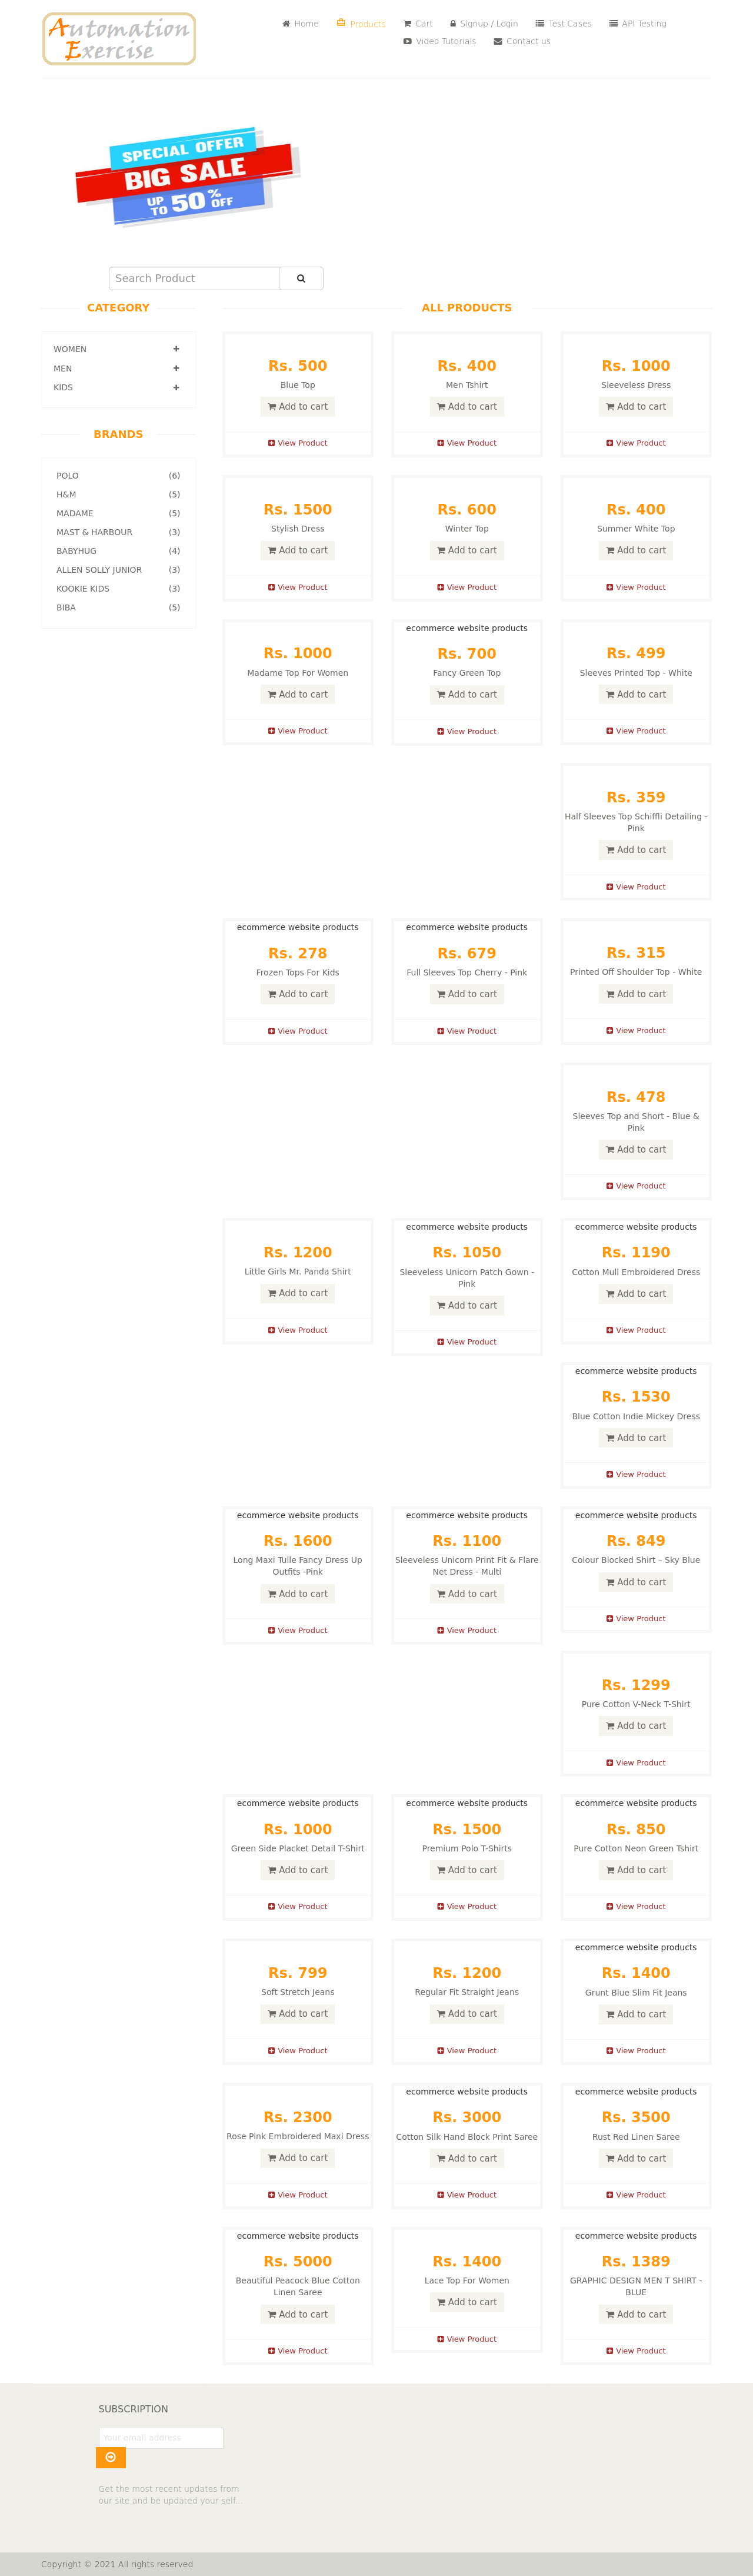 Automation
Exercise
Home
Products
Cart
Signup / Login
Test Cases
API Testing
Video Tutorials
Contact us
SPECIAL OFFER
BIG SALE
UP TO 50% OFF
Search Product
CATEGORY
WOMEN
MEN
KIDS
BRANDS
POLO (6)
H&M (5)
MADAME (5)
MAST & HARBOUR (3)
BABYHUG (4)
ALLEN SOLLY JUNIOR (3)
KOOKIE KIDS (3)
BIBA (5)
ALL PRODUCTS
Rs. 500
Blue Top
Add to cart
View Product
Rs. 400
Men Tshirt
Add to cart
View Product
Rs. 1000
Sleeveless Dress
Add to cart
View Product
Rs. 1500
Stylish Dress
Add to cart
View Product
Rs. 600
Winter Top
Add to cart
View Product
Rs. 400
Summer White Top
Add to cart
View Product
Rs. 1000
Madame Top For Women
Add to cart
View Product
ecommerce website products
Rs. 700
Fancy Green Top
Add to cart
View Product
Rs. 499
Sleeves Printed Top - White
Add to cart
View Product
Rs. 359
Half Sleeves Top Schiffli Detailing -
Pink
Add to cart
View Product
ecommerce website products
Rs. 278
Frozen Tops For Kids
Add to cart
View Product
ecommerce website products
Rs. 679
Full Sleeves Top Cherry - Pink
Add to cart
View Product
Rs. 315
Printed Off Shoulder Top - White
Add to cart
View Product
Rs. 478
Sleeves Top and Short - Blue &
Pink
Add to cart
View Product
Rs. 1200
Little Girls Mr. Panda Shirt
Add to cart
View Product
ecommerce website products
Rs. 1050
Sleeveless Unicorn Patch Gown -
Pink
Add to cart
View Product
ecommerce website products
Rs. 1190
Cotton Mull Embroidered Dress
Add to cart
View Product
ecommerce website products
Rs. 1530
Blue Cotton Indie Mickey Dress
Add to cart
View Product
ecommerce website products
Rs. 1600
Long Maxi Tulle Fancy Dress Up
Outfits -Pink
Add to cart
View Product
ecommerce website products
Rs. 1100
Sleeveless Unicorn Print Fit & Flare
Net Dress - Multi
Add to cart
View Product
ecommerce website products
Rs. 849
Colour Blocked Shirt – Sky Blue
Add to cart
View Product
Rs. 1299
Pure Cotton V-Neck T-Shirt
Add to cart
View Product
ecommerce website products
Rs. 1000
Green Side Placket Detail T-Shirt
Add to cart
View Product
ecommerce website products
Rs. 1500
Premium Polo T-Shirts
Add to cart
View Product
ecommerce website products
Rs. 850
Pure Cotton Neon Green Tshirt
Add to cart
View Product
Rs. 799
Soft Stretch Jeans
Add to cart
View Product
Rs. 1200
Regular Fit Straight Jeans
Add to cart
View Product
ecommerce website products
Rs. 1400
Grunt Blue Slim Fit Jeans
Add to cart
View Product
Rs. 2300
Rose Pink Embroidered Maxi Dress
Add to cart
View Product
ecommerce website products
Rs. 3000
Cotton Silk Hand Block Print Saree
Add to cart
View Product
ecommerce website products
Rs. 3500
Rust Red Linen Saree
Add to cart
View Product
ecommerce website products
Rs. 5000
Beautiful Peacock Blue Cotton
Linen Saree
Add to cart
View Product
Rs. 1400
Lace Top For Women
Add to cart
View Product
ecommerce website products
Rs. 1389
GRAPHIC DESIGN MEN T SHIRT -
BLUE
Add to cart
View Product
SUBSCRIPTION
Your email address
Get the most recent updates from
our site and be updated your self...
Copyright © 2021 All rights reserved